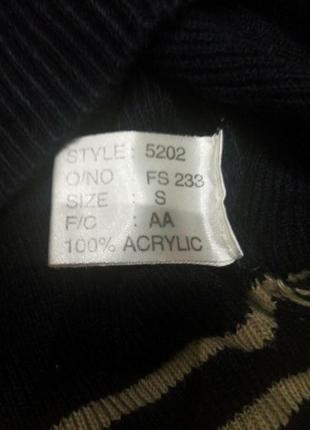 STYLE: 5202
O/NO FS 233
SIZE : S
F/C : AA
100% ACRYLIC